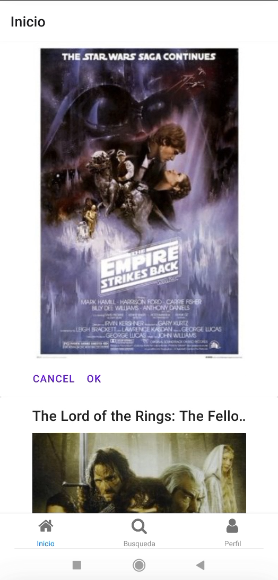 Inicio
THE STAR WARS SAGA CONTINUES
THE
EMPIRE
STRIKES BACK
MARK HAMILL · HARRISON FORD · CARRIE FISHER
BILLY DEE WILLIAMS · ANTHONY DANIELS
CANCEL OK
The Lord of the Rings: The Fello..
Inicio Busqueda Perfil